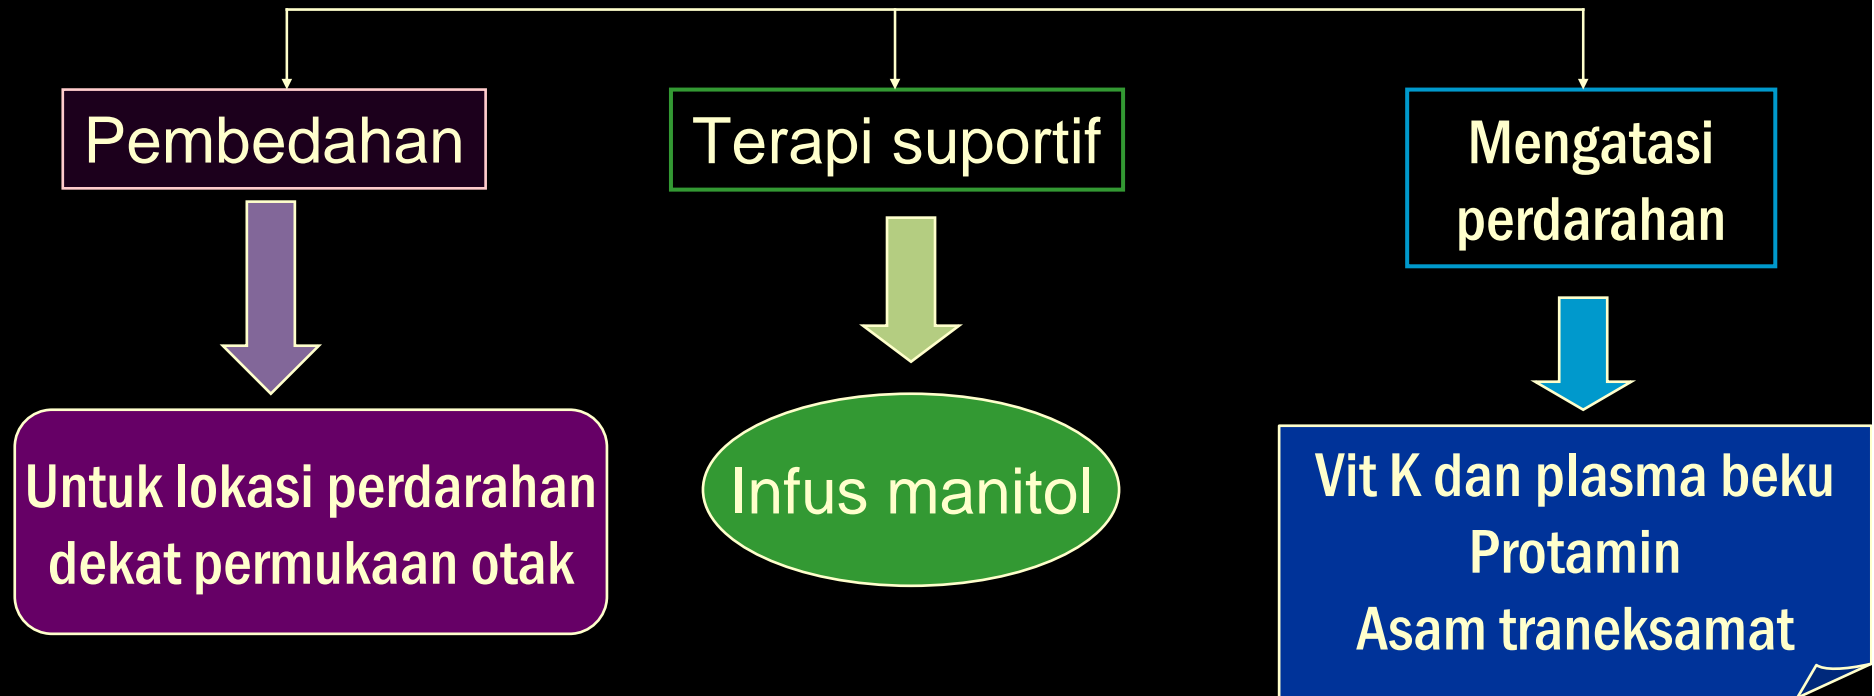 Pembedahan
Untuk lokasi perdarahan
dekat permukaan otak
Terapi suportif
Infus manitol
Mengatasi
perdarahan
Vit K dan plasma beku
Protamin
Asam traneksamat